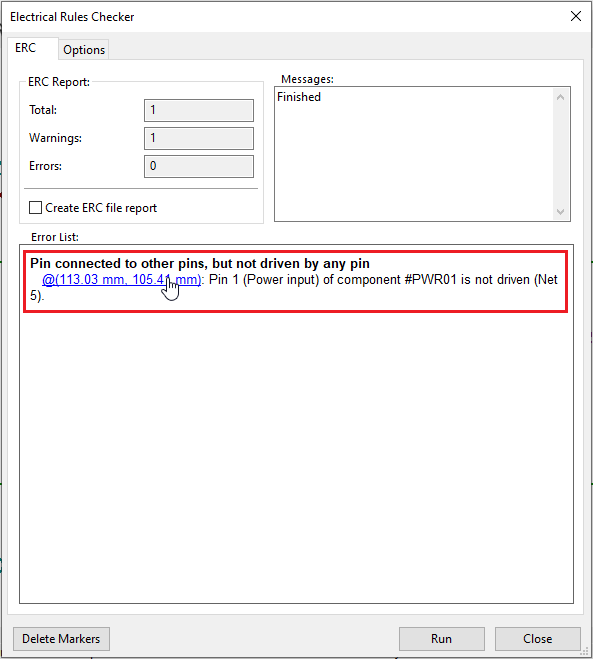 Electrical Rules Checker
ERC
Options
ERC Report:
Total:
1
Warnings:
1
Errors:
0
Create ERC file report
Messages:
Finished
Error List:
Pin connected to other pins, but not driven by any pin
@(113.03 mm, 105.41 mm): Pin 1 (Power input) of component #PWR01 is not driven (Net
5).
Delete Markers
Run
Close